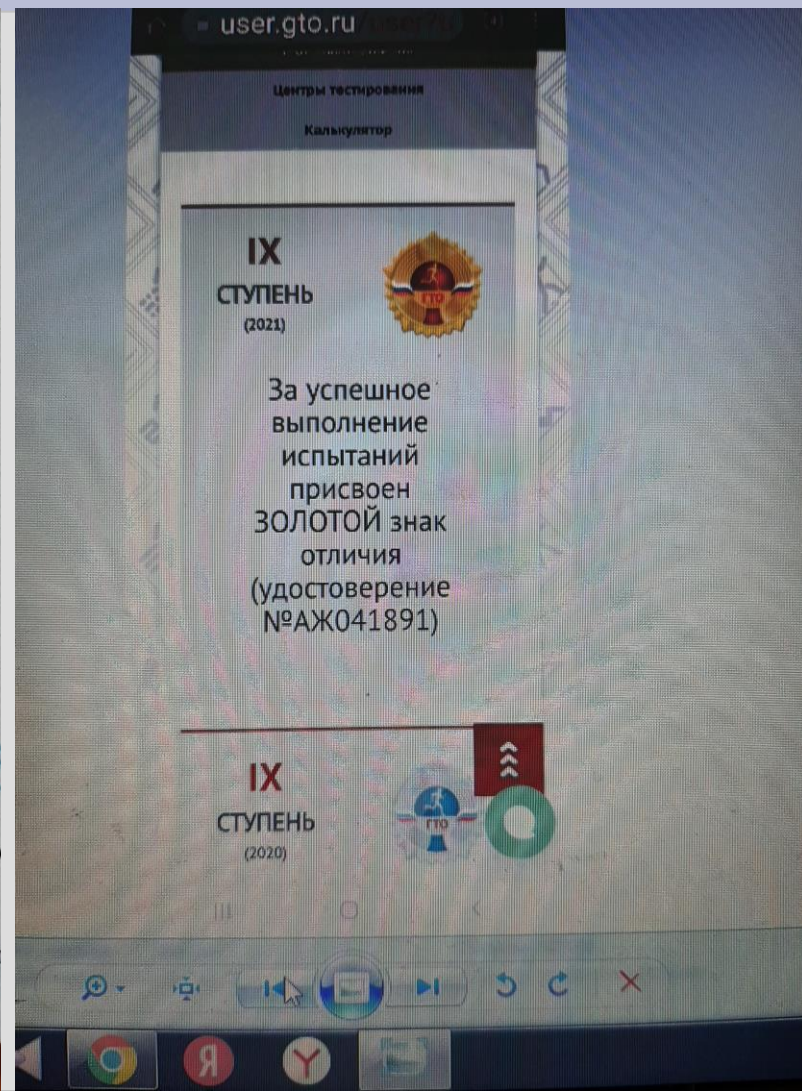 user.gto.ru
Центры тестирования
Калькулятор
IX
СТУПЕНЬ
(2021)
ГТО
За успешное
выполнение
испытаний
присвоен
ЗОЛОТОЙ знак
отличия
(удостоверение
№АЖ041891)
IX
СТУПЕНЬ
(2020)
ГТО
Я
Y